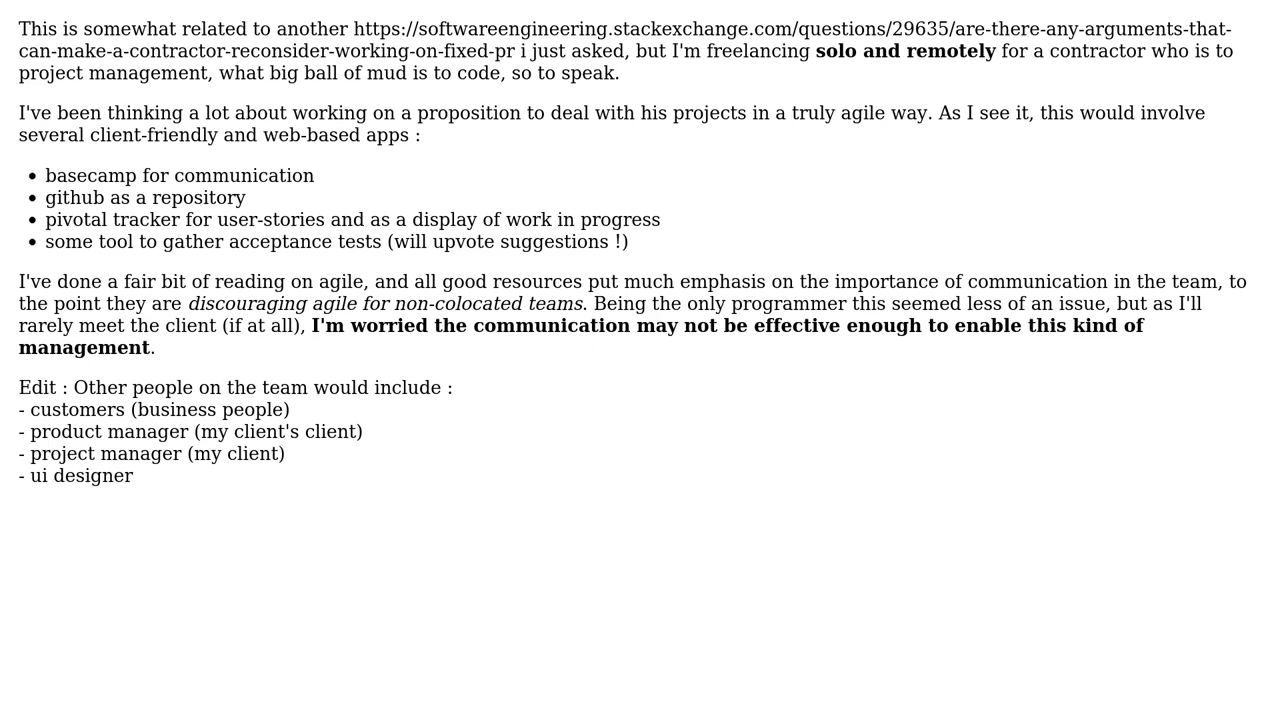 This is somewhat related to another https://softwareengineering.stackexchange.com/questions/29635/are-there-any-arguments-that-
can-make-a-contractor-reconsider-working-on-fixed-pr i just asked, but I'm freelancing solo and remotely for a contractor who is to
project management, what big ball of mud is to code, so to speak.
I've been thinking a lot about working on a proposition to deal with his projects in a truly agile way. As I see it, this would involve
several client-friendly and web-based apps :
• basecamp for communication
• github as a repository
• pivotal tracker for user-stories and as a display of work in progress
• some tool to gather acceptance tests (will upvote suggestions !)
I've done a fair bit of reading on agile, and all good resources put much emphasis on the importance of communication in the team, to
the point they are discouraging agile for non-colocated teams. Being the only programmer this seemed less of an issue, but as I'll
rarely meet the client (if at all), I'm worried the communication may not be effective enough to enable this kind of
management.
Edit : Other people on the team would include :
- customers (business people)
- product manager (my client's client)
- project manager (my client)
- ui designer